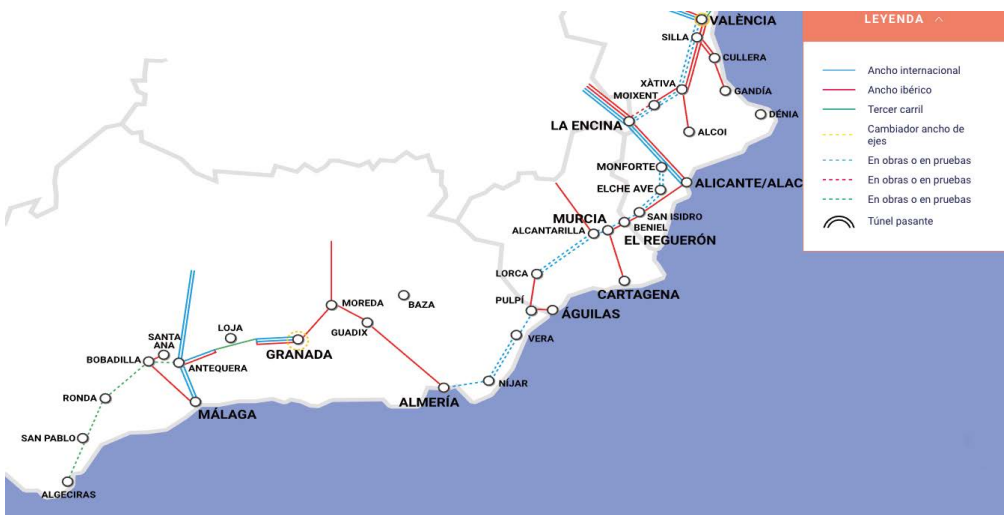 LEYENDA
Ancho internacional
Ancho ibérico
Tercer carril
Cambiador ancho de
ejes
En obras o en pruebas
En obras o en pruebas
En obras o en pruebas
Túnel pasante
VALÈNCIA
SILLA
CULLERA
XÀTIVA
MOIXENT
GANDÍA
DÉNIA
LA ENCINA
ALCOI
MONFORTE
ALICANTE/ALAC
ELCHE AVE
MURCIA
SAN ISIDRO
ALCANTARILLA
BENIEL
EL REGUERÓN
LORCA
CARTAGENA
PULPÍ
ÁGUILAS
BAZA
MOREDA
LOJA
GUADIX
VERA
SANTA
ANA
GRANADA
BOBADILLA
ANTEQUERA
NÍJAR
RONDA
ALMERÍA
MÁLAGA
SAN PABLO
ALGECIRAS